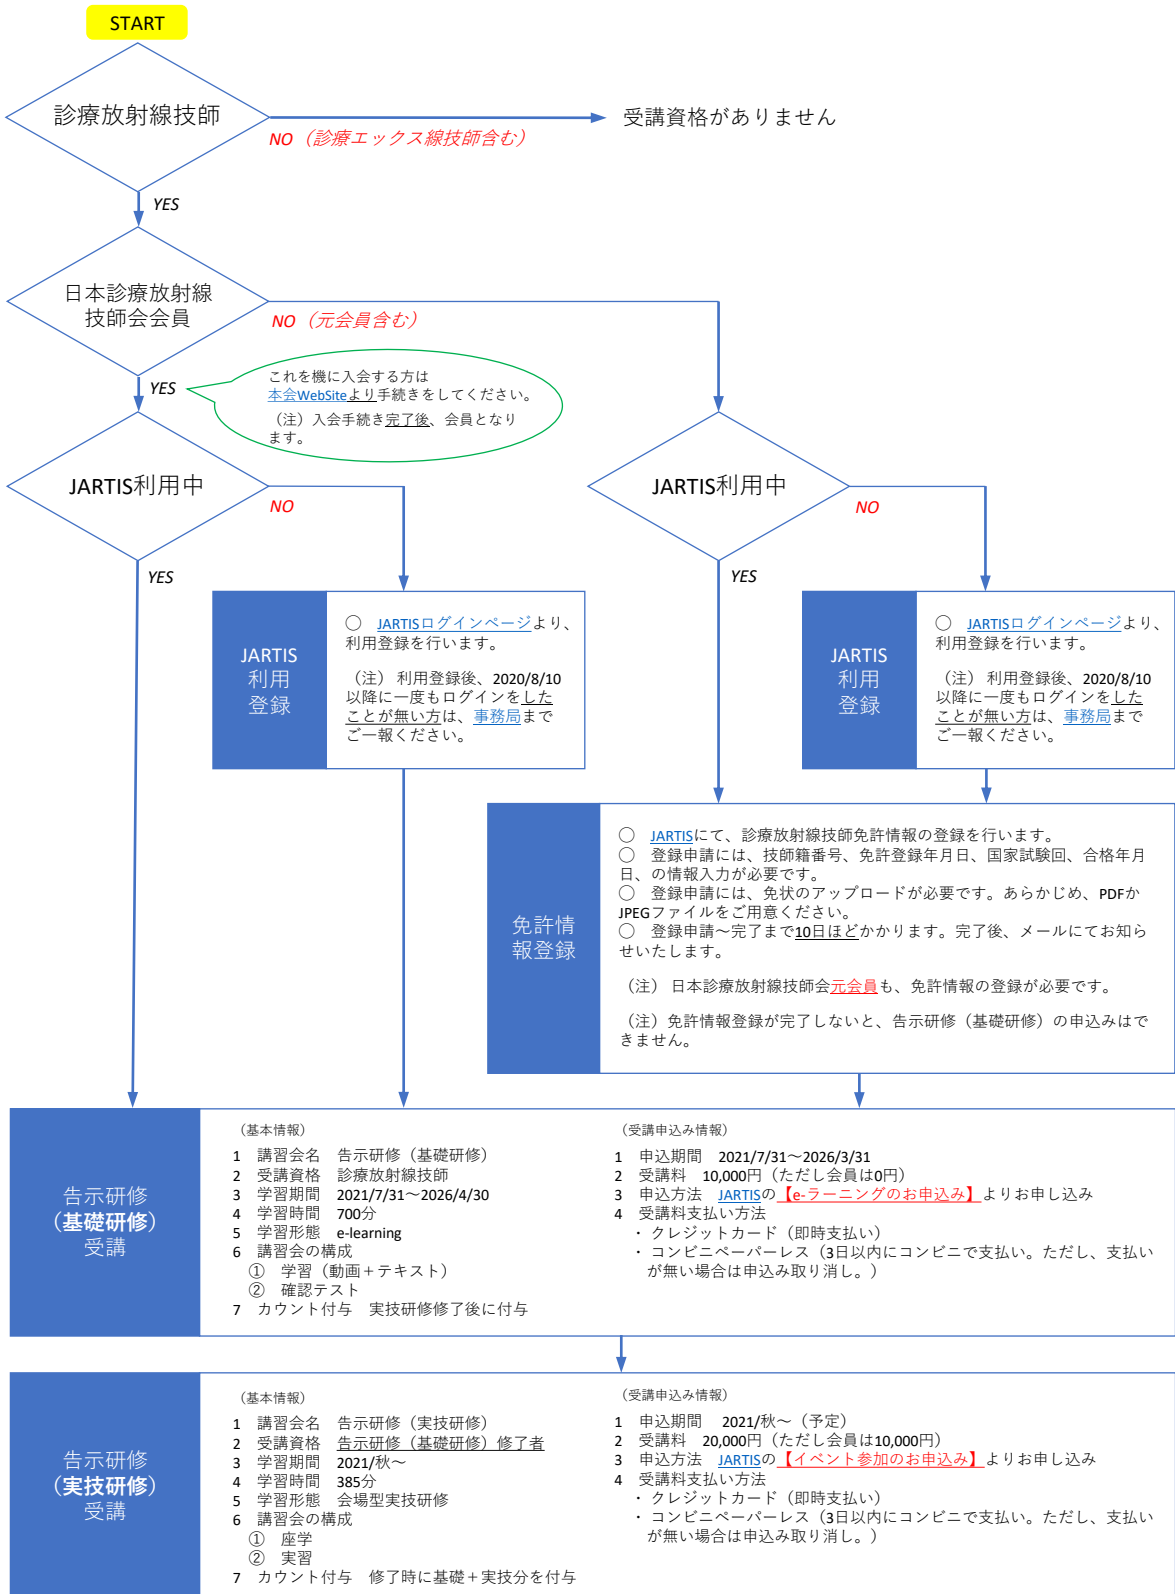 START
診療放射線技師
NO（診療エックス線技師含む）
受講資格がありません
YES
日本診療放射線
技師会会員
NO（元会員含む）
YES
これを機に入会する方は
本会WebSiteより手続きをしてください。
（注）入会手続き完了後、会員となり
ます。
JARTIS利用中
NO
YES
JARTIS利用中
NO
YES
JARTIS
利用
登録
○　JARTISログインページより、
利用登録を行います。
（注） 利用登録後、2020/8/10
以降に一度もログインをした
ことが無い方は、事務局まで
ご一報ください。
JARTIS
利用
登録
○　JARTISログインページより、
利用登録を行います。
（注） 利用登録後、2020/8/10
以降に一度もログインをした
ことが無い方は、事務局まで
ご一報ください。
免許情
報登録
○　JARTISにて、診療放射線技師免許情報の登録を行います。
○　登録申請には、技師籍番号、免許登録年月日、国家試験回、合格年月
日、の情報入力が必要です。
○　登録申請には、免状のアップロードが必要です。あらかじめ、PDFか
JPEGファイルをご用意ください。
○　登録申請～完了まで10日ほどかかります。完了後、メールにてお知ら
せいたします。
（注） 日本診療放射線技師会元会員も、免許情報の登録が必要です。
（注）免許情報登録が完了しないと、告示研修（基礎研修）の申込みはで
きません。
告示研修
（基礎研修）
受講
（基本情報）
1　講習会名　告示研修（基礎研修）
2　受講資格　診療放射線技師
3　学習期間　2021/7/31～2026/4/30
4　学習時間　700分
5　学習形態　e-learning
6　講習会の構成
①　学習（動画＋テキスト）
②　確認テスト
7　カウント付与　実技研修修了後に付与
（受講申込み情報）
1　申込期間　2021/7/31～2026/3/31
2　受講料　10,000円（ただし会員は0円）
3　申込方法　JARTISの【e-ラーニングのお申込み】よりお申し込み
4　受講料支払い方法
・クレジットカード（即時支払い）
・コンビニペーパーレス（3日以内にコンビニで支払い。ただし、支払い
が無い場合は申込み取り消し。）
告示研修
（実技研修）
受講
（基本情報）
1　講習会名　告示研修（実技研修）
2　受講資格　告示研修（基礎研修）修了者
3　学習期間　2021/秋～
4　学習時間　385分
5　学習形態　会場型実技研修
6　講習会の構成
①　座学
②　実習
7　カウント付与　修了時に基礎＋実技分を付与
（受講申込み情報）
1　申込期間　2021/秋～（予定）
2　受講料　20,000円（ただし会員は10,000円）
3　申込方法　JARTISの【イベント参加のお申込み】よりお申し込み
4　受講料支払い方法
・クレジットカード（即時支払い）
・コンビニペーパーレス（3日以内にコンビニで支払い。ただし、支払い
が無い場合は申込み取り消し。）